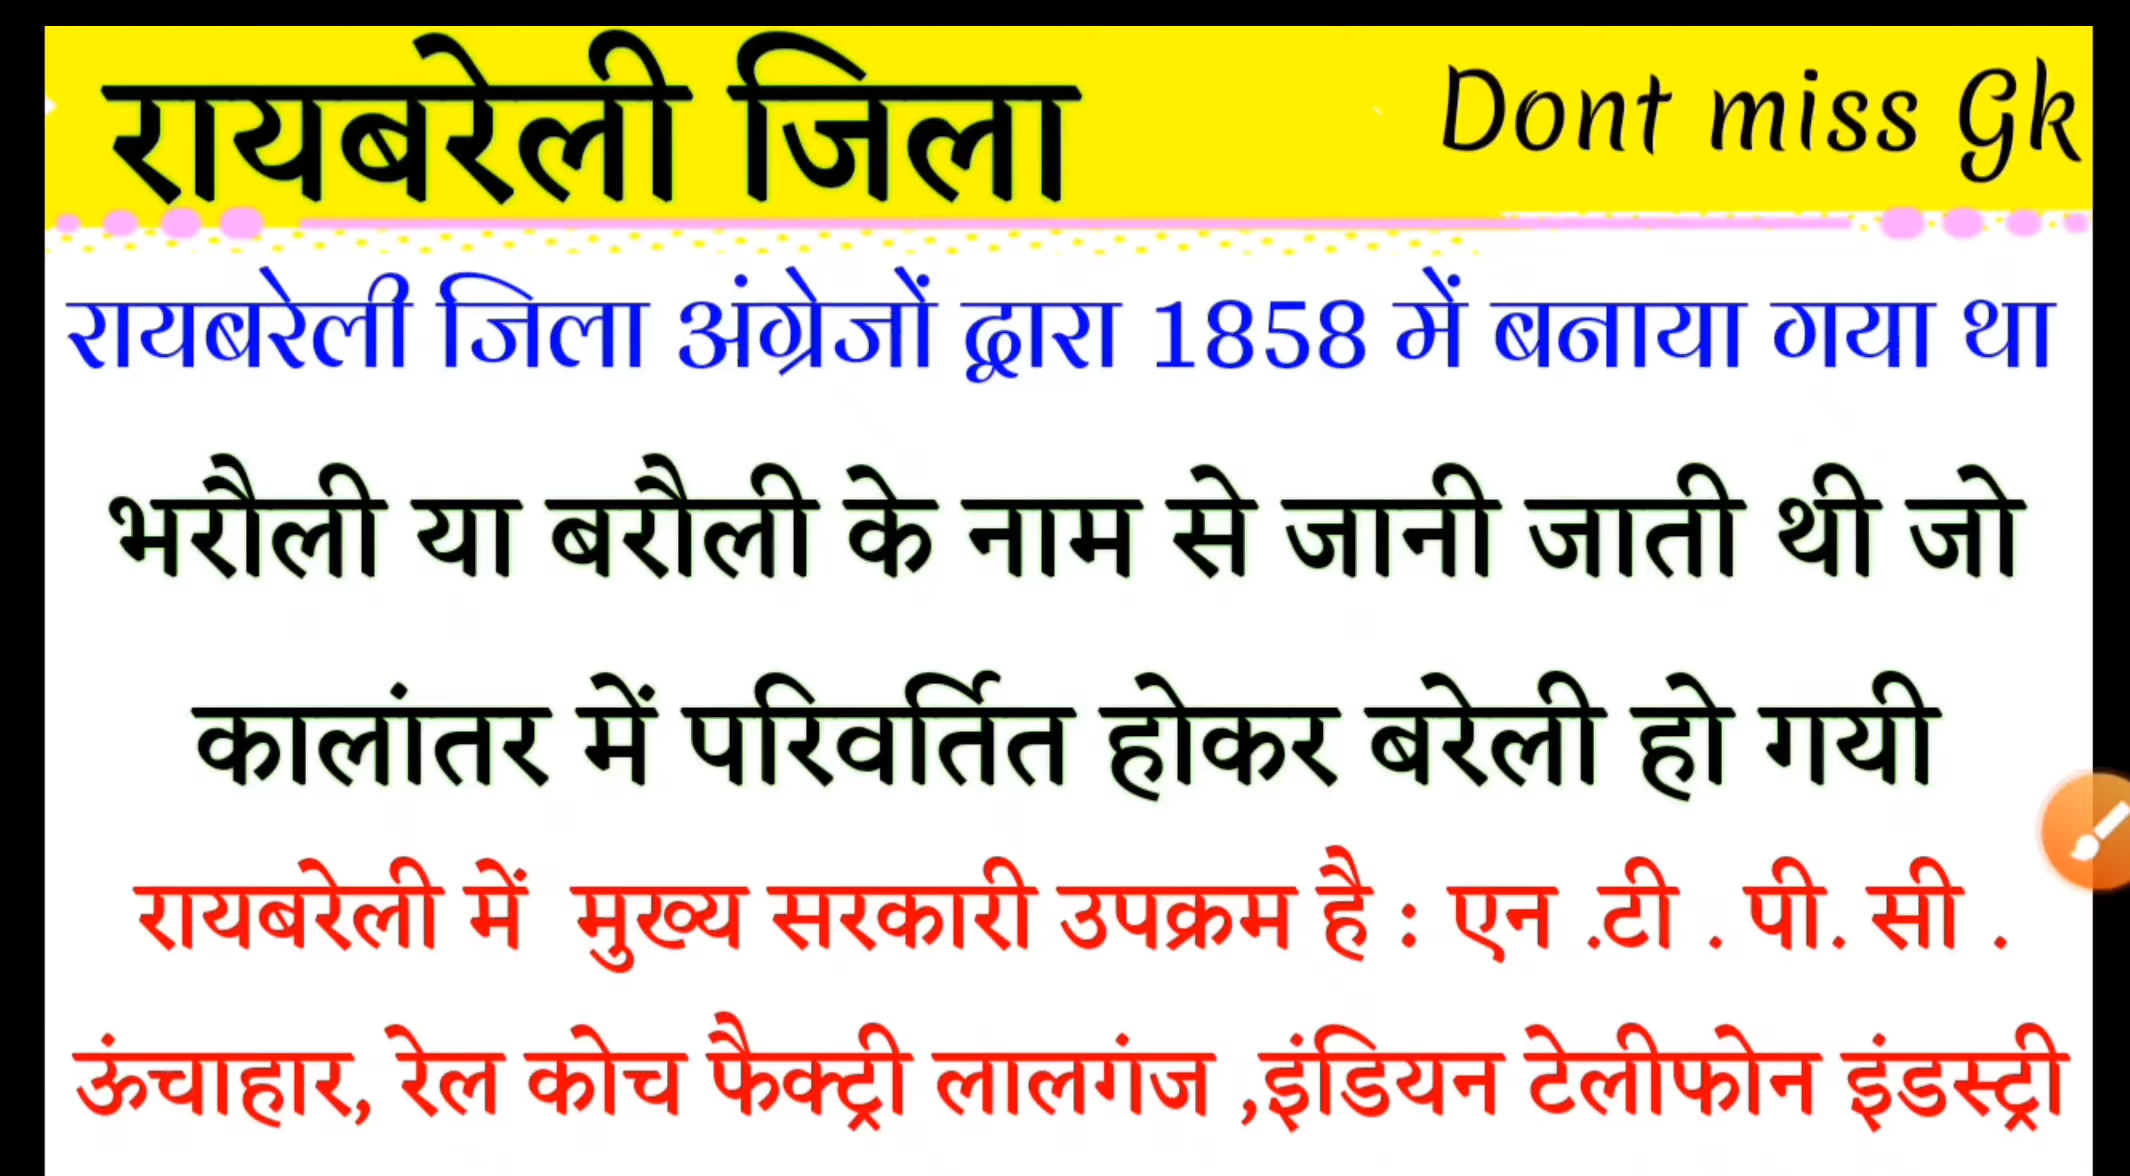 रायबरेली जिला
Dont miss Gk
रायबरेली जिला अंग्रेजों द्वारा 1858 में बनाया गया था
भरौली या बरौली के नाम से जानी जाती थी जो
कालांतर में परिवर्तित होकर बरेली हो गयी
रायबरेली में मुख्य सरकारी उपक्रम है : एन .टी . पी. सी .
ऊंचाहार, रेल कोच फैक्ट्री लालगंज ,इंडियन टेलीफोन इंडस्ट्री